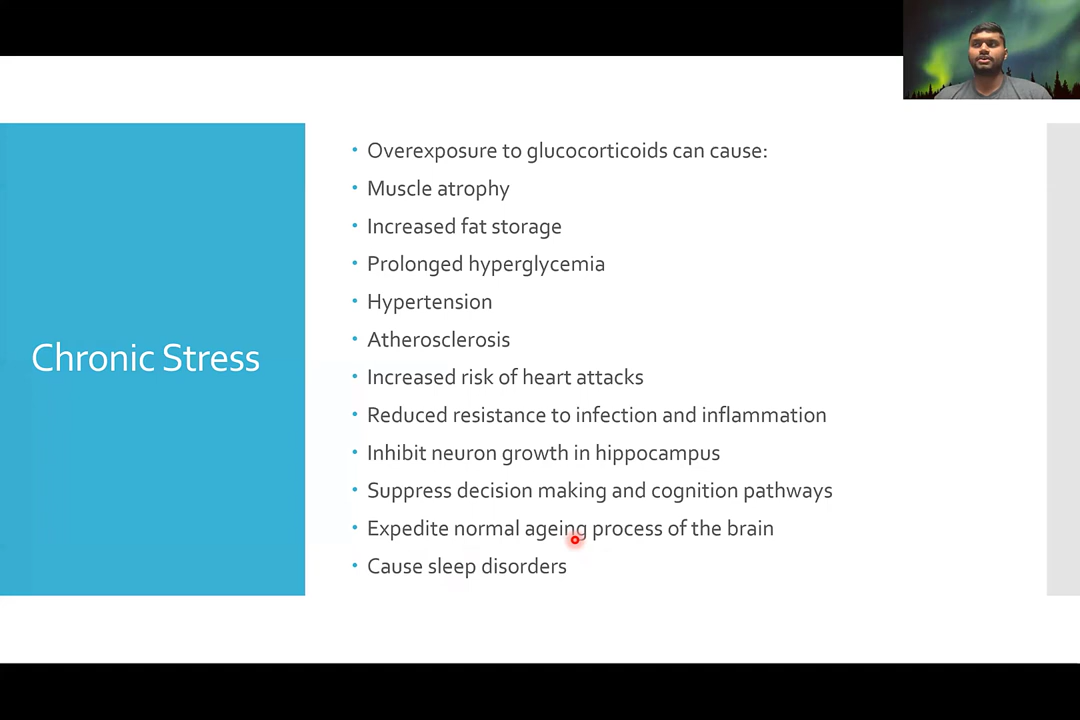 Chronic Stress
Overexposure to glucocorticoids can cause:
Muscle atrophy
Increased fat storage
Prolonged hyperglycemia
Hypertension
Atherosclerosis
Increased risk of heart attacks
Reduced resistance to infection and inflammation
Inhibit neuron growth in hippocampus
Suppress decision making and cognition pathways
Expedite normal ageing process of the brain
Cause sleep disorders